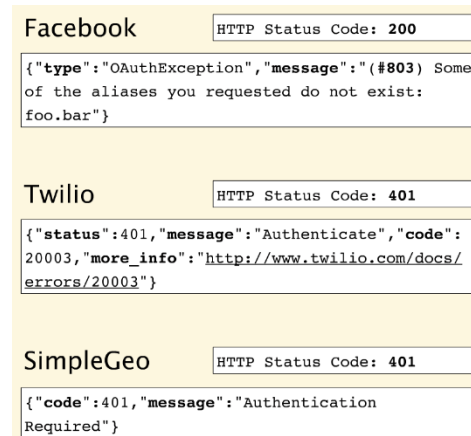 Facebook
HTTP Status Code: 200
{"type":"OAuthException","message":"(#803) Some
of the aliases you requested do not exist:
foo.bar"}
Twilio
HTTP Status Code: 401
{"status":401,"message":"Authenticate","code":
20003,"more_info":"http://www.twilio.com/docs/
errors/20003"}
SimpleGeo
HTTP Status Code: 401
{"code":401,"message":"Authentication
Required"}